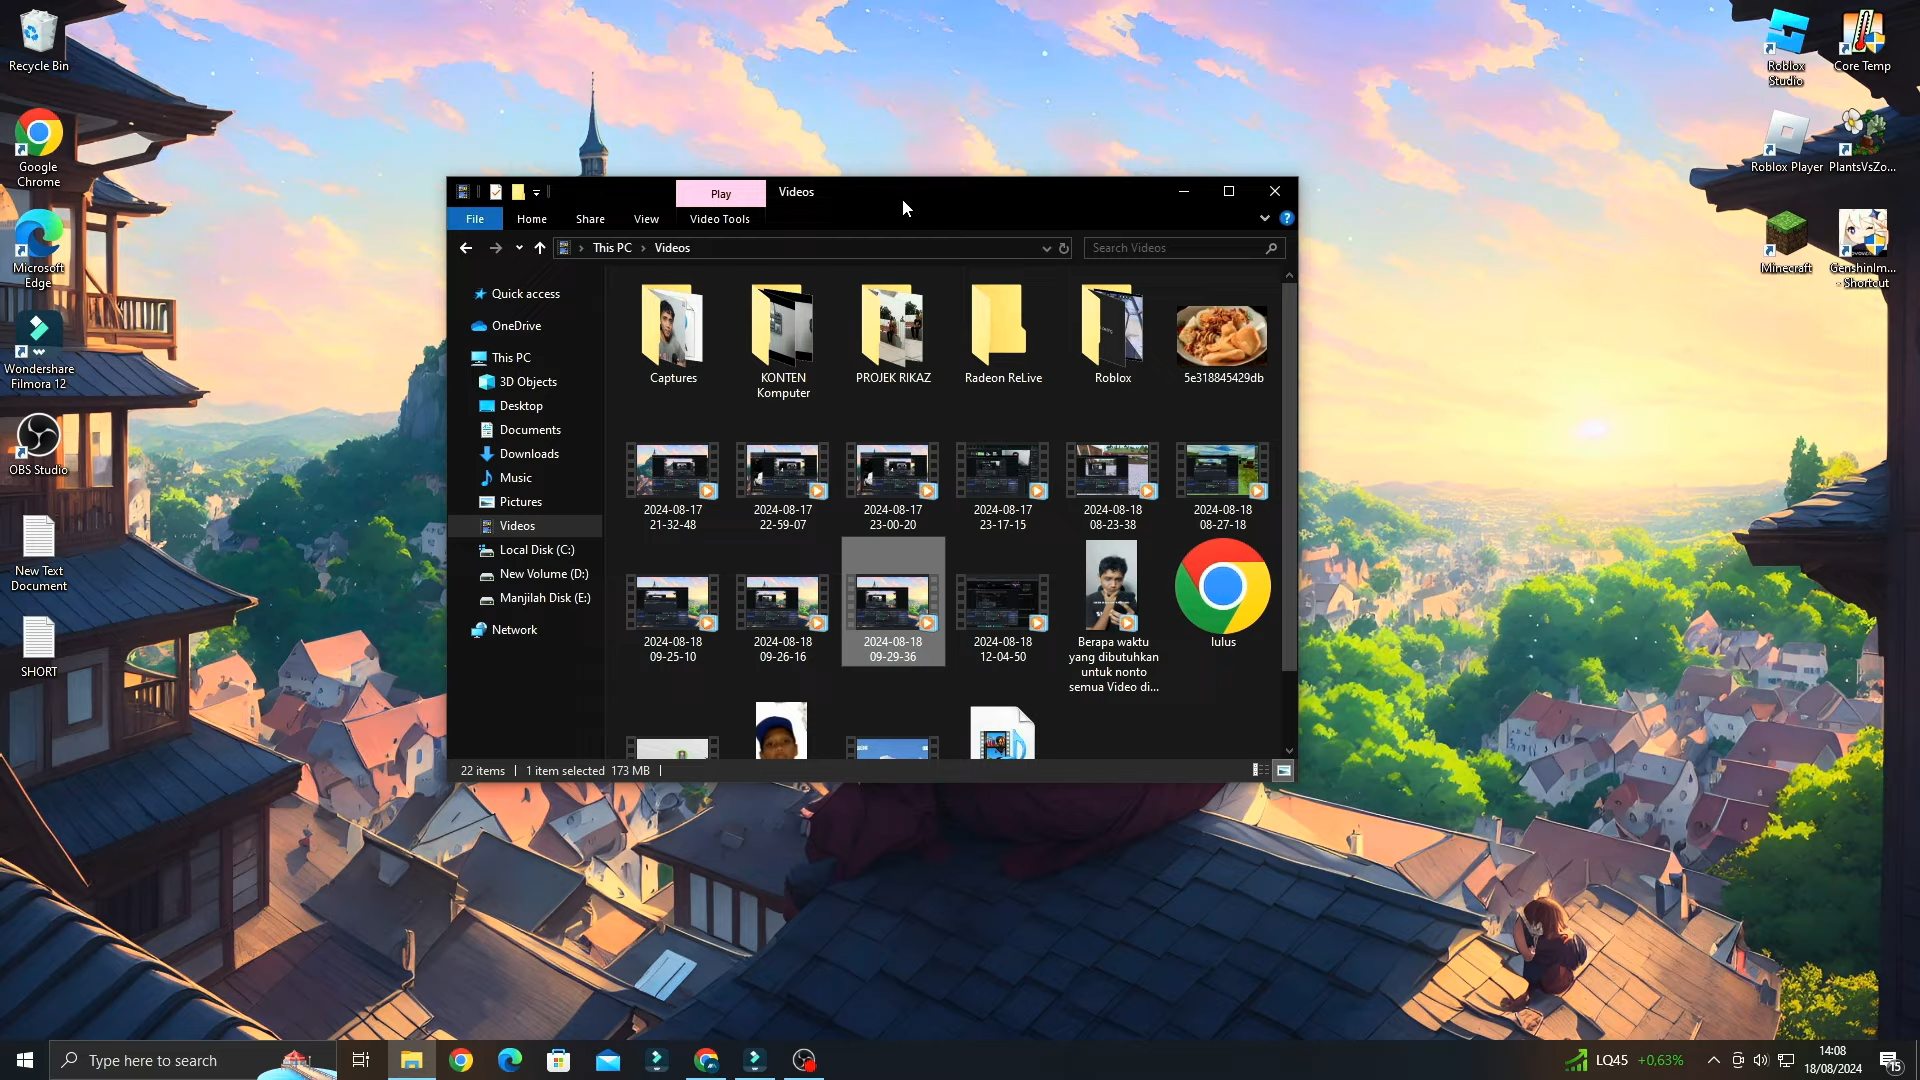 Recycle Bin
Google
Chrome
Microsoft
Edge
Wondershare
Filmora 12
OBS Studio
New Text
Document
SHORT
Roblox
Studio
Core Temp
Roblox Player
PlantsVsZo...
Minecraft
GenshinIm...
- Shortcut
Play
Videos
File
Home
Share
View
Video Tools
This PC
Videos
Search Videos
Quick access
OneDrive
This PC
3D Objects
Desktop
Documents
Downloads
Music
Pictures
Videos
Local Disk (C:)
New Volume (D:)
Manjilah Disk (E:)
Network
Captures
KONTEN
Komputer
PROJEK RIKAZ
Radeon ReLive
Roblox
5e318845429db
2024-08-17
21-32-48
2024-08-17
22-59-07
2024-08-17
23-00-20
2024-08-17
23-17-15
2024-08-18
08-23-38
2024-08-18
08-27-18
2024-08-18
09-25-10
2024-08-18
09-26-16
2024-08-18
09-29-36
2024-08-18
12-04-50
Berapa waktu
yang dibutuhkan
untuk nonto
semua Video di...
lulus
22 items
1 item selected 173 MB
Type here to search
LQ45 +0,63%
14:08
18/08/2024
15